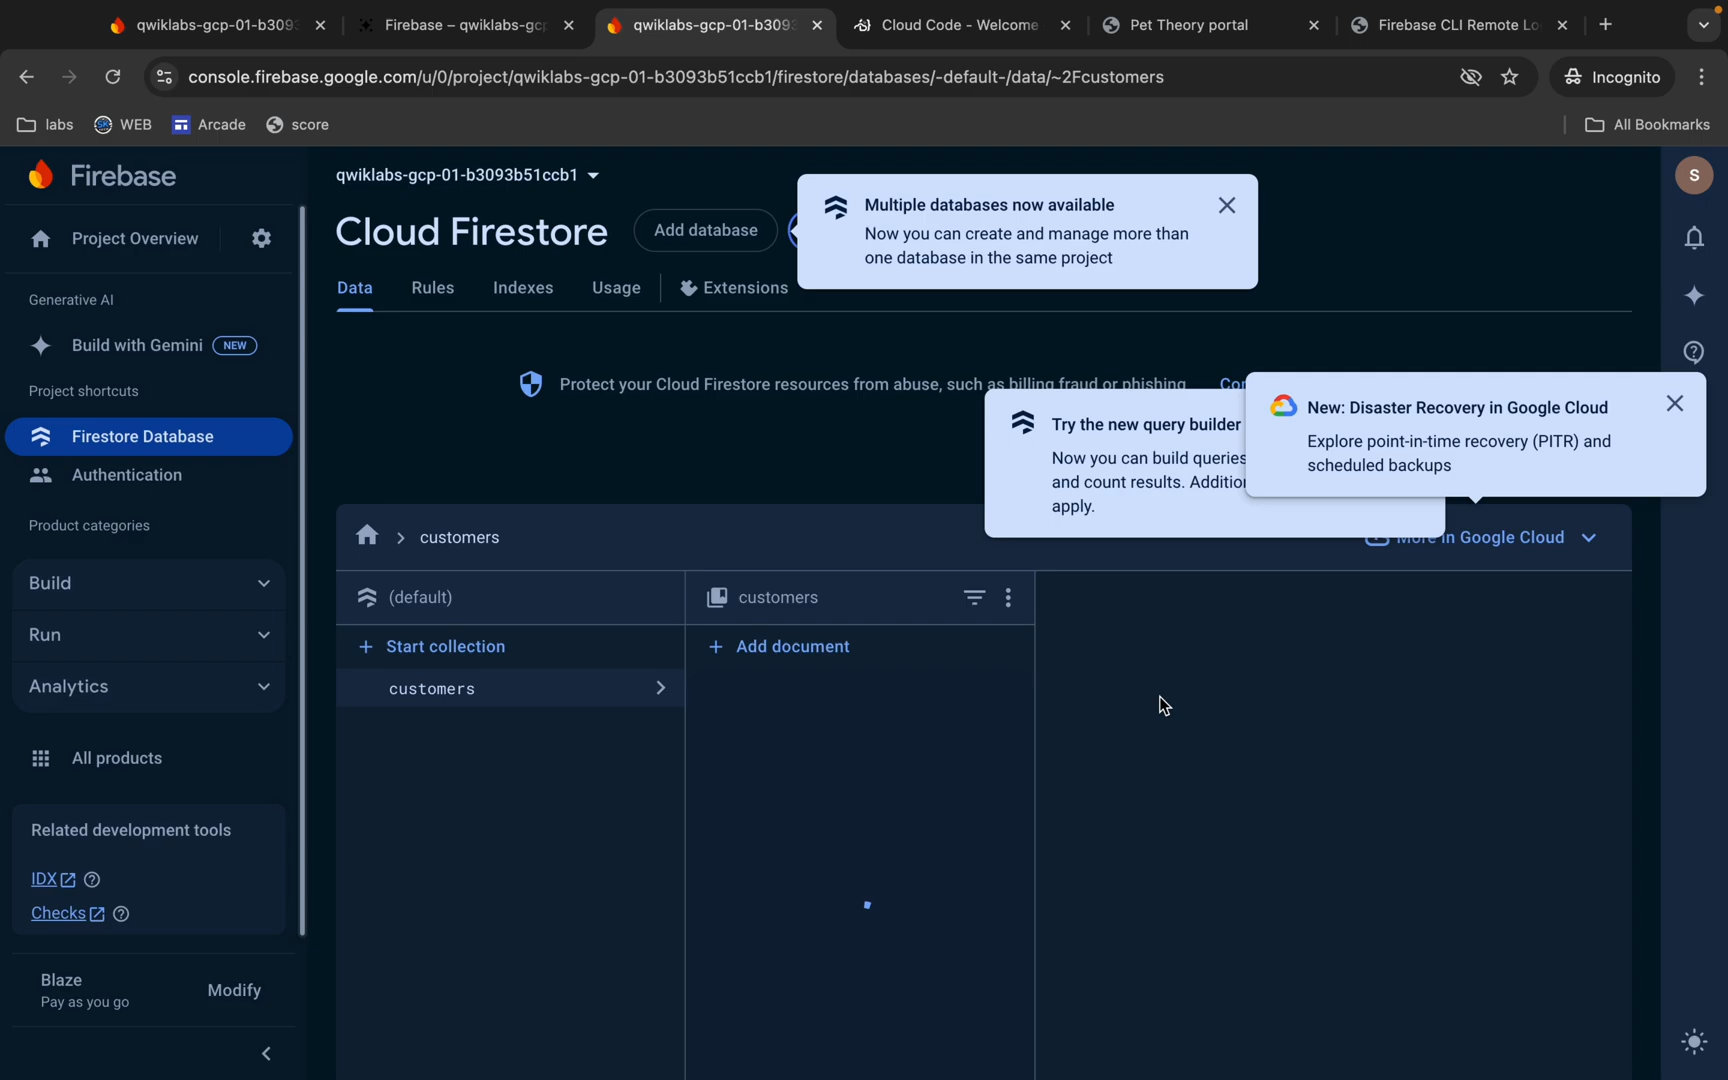 qwiklabs-gcp-01-b309
Firebase – qwiklabs-gc
qwiklabs-gcp-01-b309
Cloud Code - Welcome
Pet Theory portal
Firebase CLI Remote Lo
console.firebase.google.com/u/0/project/qwiklabs-gcp-01-b3093b51ccb1/firestore/databases/-default-/data/~2Fcustomers
Incognito
labs
WEB
Arcade
score
All Bookmarks
Firebase
Project Overview
Generative AI
Build with Gemini
NEW
Project shortcuts
Firestore Database
Authentication
Product categories
Build
Run
Analytics
All products
Related development tools
IDX
Checks
Blaze
Pay as you go
Modify
qwiklabs-gcp-01-b3093b51ccb1
Cloud Firestore
Add database
Multiple databases now available
Now you can create and manage more than
one database in the same project
Data
Rules
Indexes
Usage
Extensions
Protect your Cloud Firestore resources from abuse, such as billing fraud or phishing
Try the new query builder
Now you can build queries
and count results. Additio
apply.
New: Disaster Recovery in Google Cloud
Explore point-in-time recovery (PITR) and
scheduled backups
customers
More in Google Cloud
(default)
customers
Start collection
Add document
customers
S